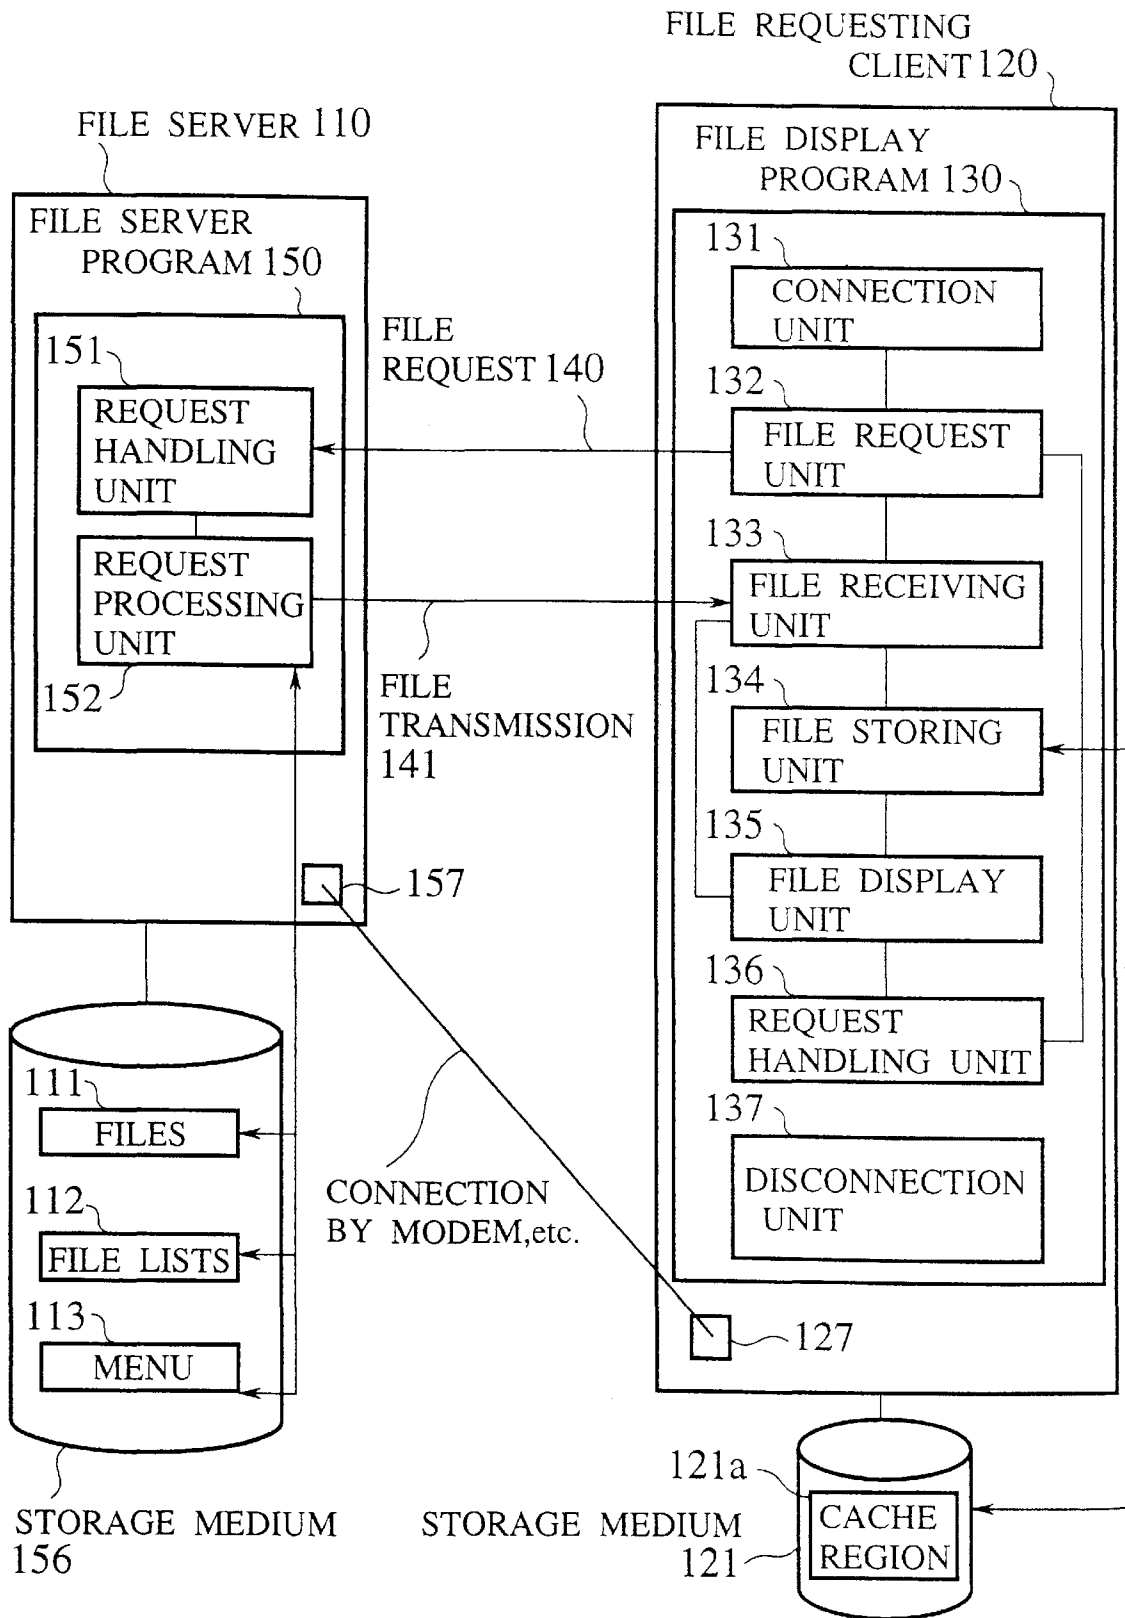 FILE REQUESTING
CLIENT 120
FILE SERVER 110
FILE DISPLAY
PROGRAM 130
FILE SERVER
PROGRAM 150
131
CONNECTION
UNIT
FILE
REQUEST 140
151
REQUEST
HANDLING
UNIT
132
FILE REQUEST
UNIT
133
FILE RECEIVING
UNIT
REQUEST
PROCESSING
UNIT
152
FILE
TRANSMISSION
141
134
FILE STORING
UNIT
135
FILE DISPLAY
UNIT
157
136
REQUEST
HANDLING UNIT
137
DISCONNECTION
UNIT
111
FILES
112
FILE LISTS
113
MENU
CONNECTION
BY MODEM,etc.
127
STORAGE MEDIUM
156
STORAGE MEDIUM
121
121a
CACHE
REGION